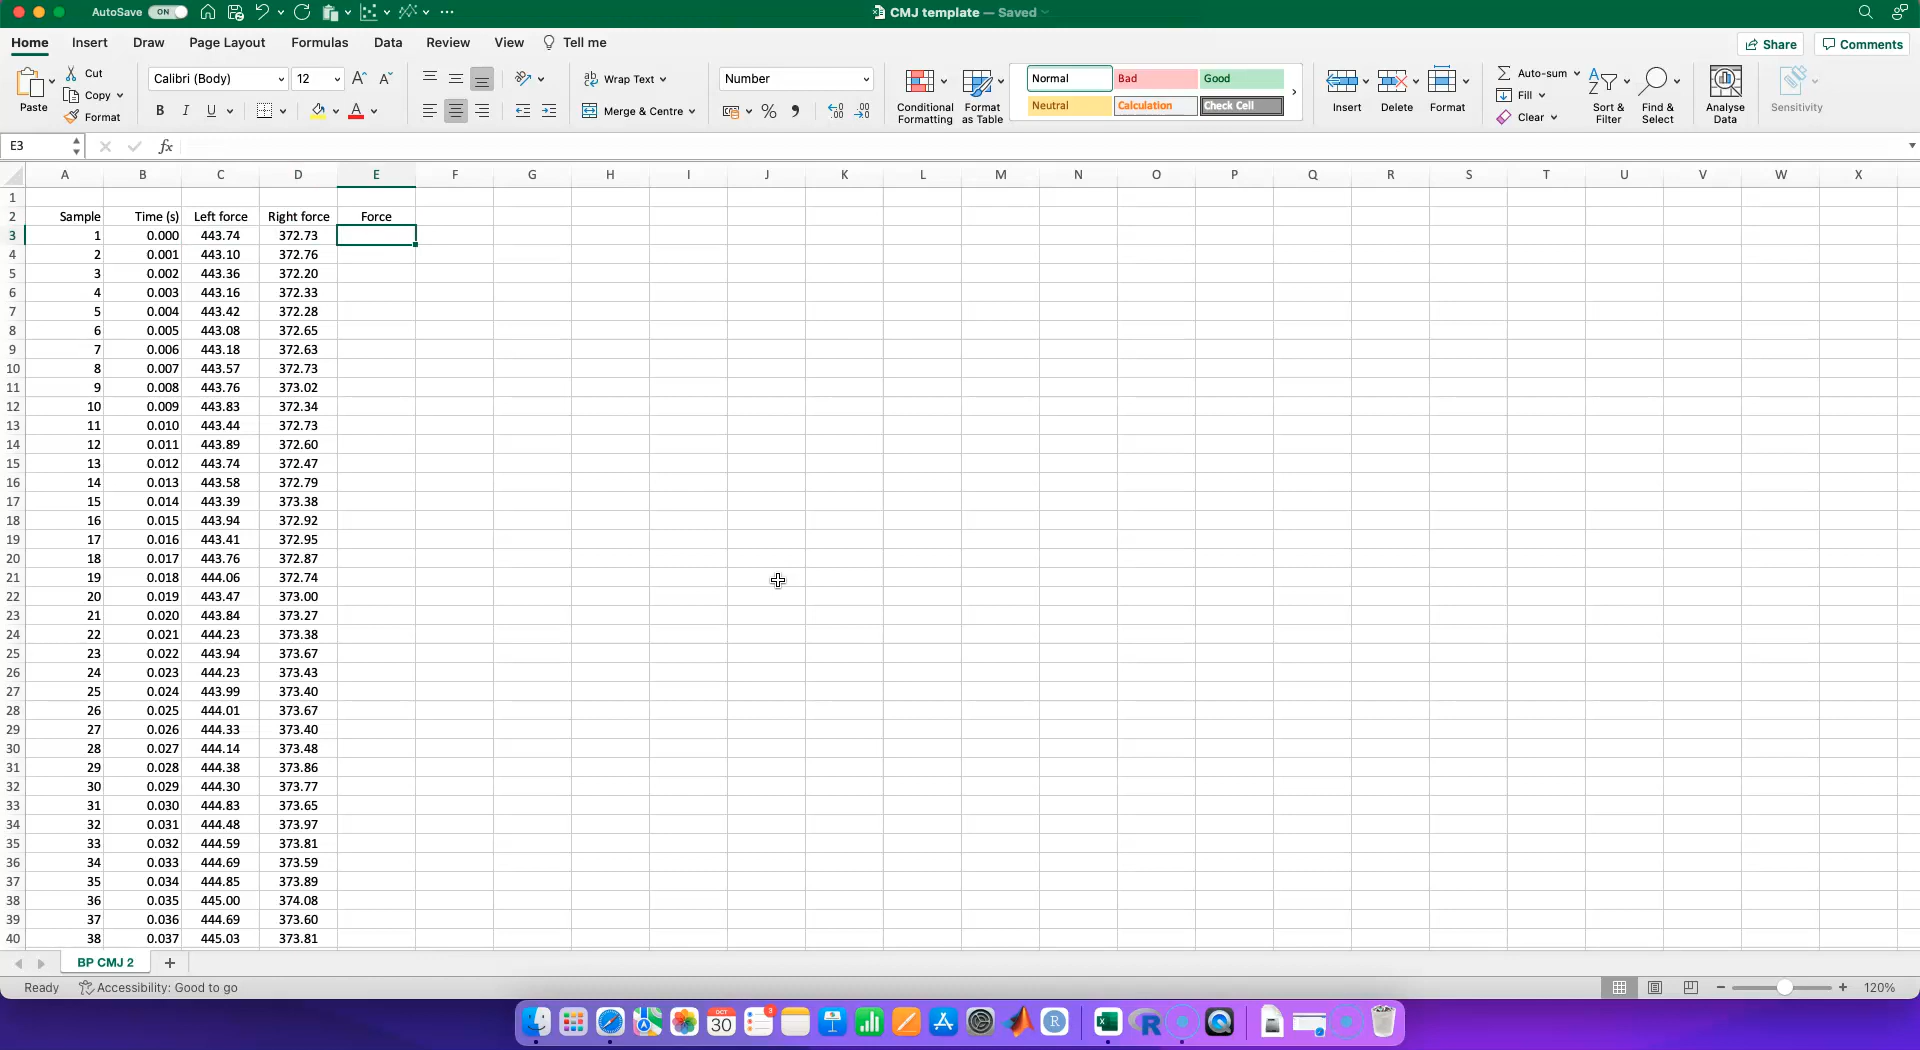 AutoSave ON CMJ template — Saved
Home Insert Draw Page Layout Formulas Data Review View Tell me Share Comments
Paste Cut Copy Format
Calibri (Body) 12
B I U A
Wrap Text
Merge & Centre
Number
Conditional Formatting
Format as Table
Normal Bad Good
Neutral Calculation Check Cell
Insert Delete Format
Auto-sum
Fill
Clear
Sort & Filter
Find & Select
Analyse Data
Sensitivity
E3 fx
A B C D E F G H I J K L M N O P Q R S T U V W X
1
2 Sample Time (s) Left force Right force Force
3 1 0.000 443.74 372.73
4 2 0.001 443.10 372.76
5 3 0.002 443.36 372.20
6 4 0.003 443.16 372.33
7 5 0.004 443.42 372.28
8 6 0.005 443.08 372.65
9 7 0.006 443.18 372.63
10 8 0.007 443.57 372.73
11 9 0.008 443.76 373.02
12 10 0.009 443.83 372.34
13 11 0.010 443.44 372.73
14 12 0.011 443.89 372.60
15 13 0.012 443.74 372.47
16 14 0.013 443.58 372.79
17 15 0.014 443.39 373.38
18 16 0.015 443.94 372.92
19 17 0.016 443.41 372.95
20 18 0.017 443.76 372.87
21 19 0.018 444.06 372.74
22 20 0.019 443.47 373.00
23 21 0.020 443.84 373.27
24 22 0.021 444.23 373.38
25 23 0.022 443.94 373.67
26 24 0.023 444.23 373.43
27 25 0.024 443.99 373.40
28 26 0.025 444.01 373.67
29 27 0.026 444.33 373.40
30 28 0.027 444.14 373.48
31 29 0.028 444.38 373.86
32 30 0.029 444.30 373.77
33 31 0.030 444.83 373.65
34 32 0.031 444.48 373.97
35 33 0.032 444.59 373.81
36 34 0.033 444.69 373.59
37 35 0.034 444.85 373.89
38 36 0.035 445.00 374.08
39 37 0.036 444.69 373.60
40 38 0.037 445.03 373.81
BP CMJ 2
Ready Accessibility: Good to go 120%
OCT 30 3 R R